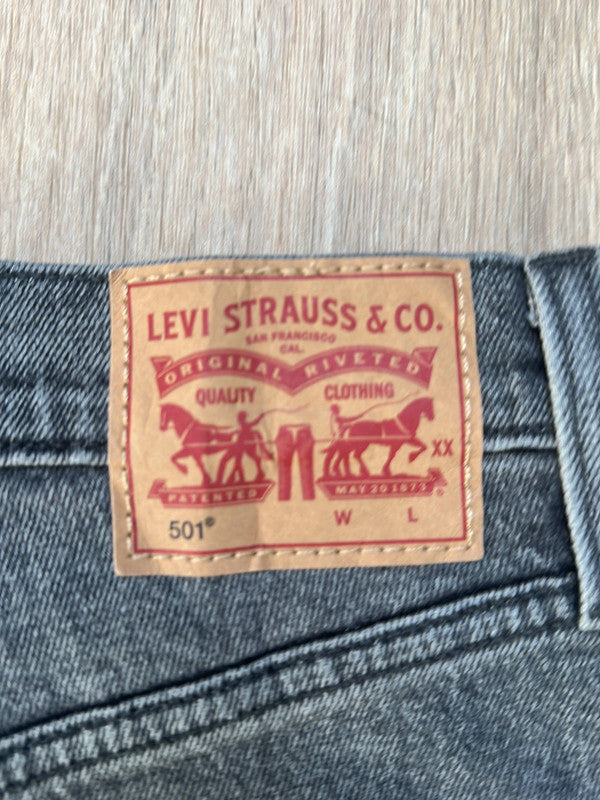 LEVI STRAUSS & CO.
SAN FRANCISCO
CAL.
ORIGINAL RIVETED
QUALITY CLOTHING
XX
PATENTED MAY 20 1873
®
501® W L